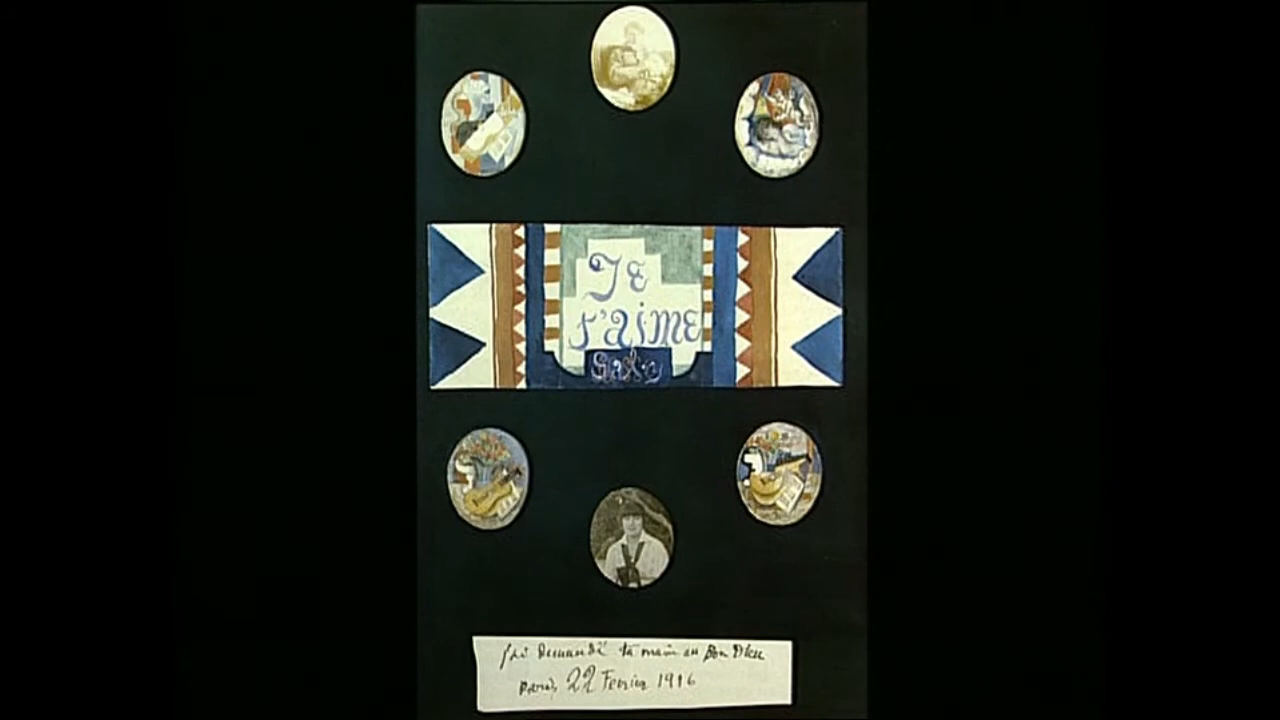 Je
t'aime
Gaby
J'ai demandé ta main au Bon Dieu
Paris, 22 Fevrier 1916